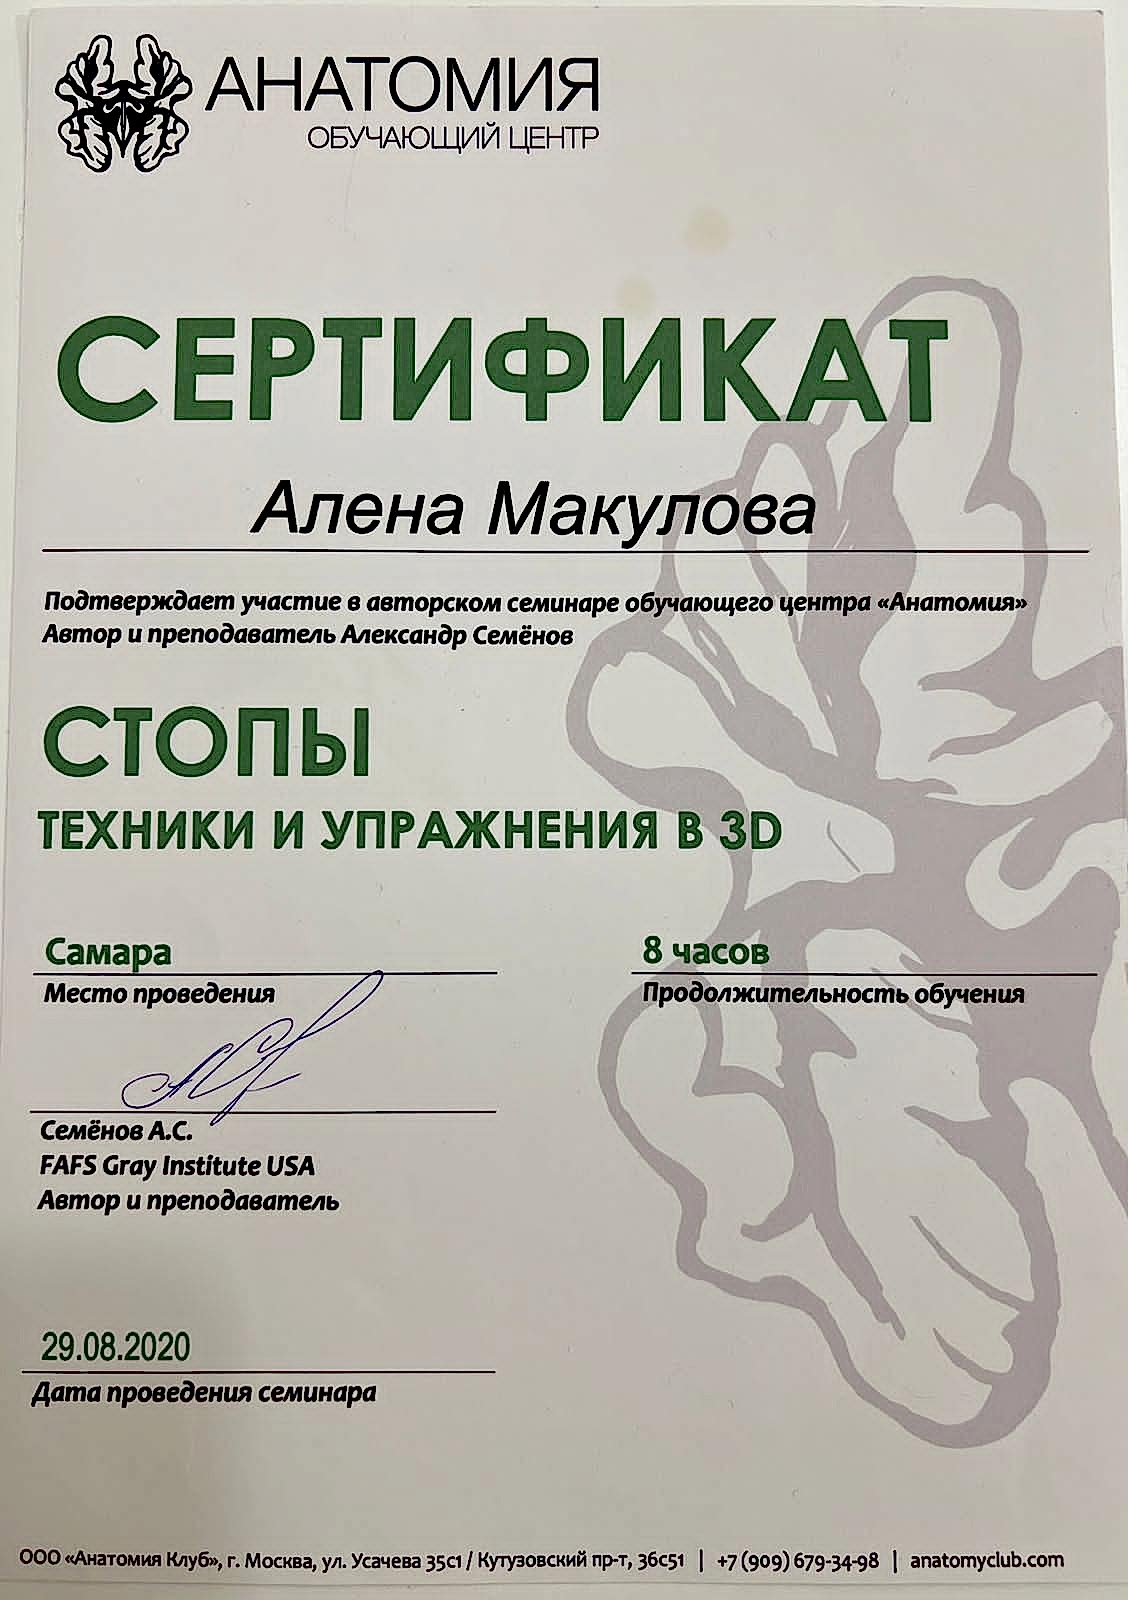 АНАТОМИЯ
ОБУЧАЮЩИЙ ЦЕНТР
СЕРТИФИКАТ
Алена Макулова
Подтверждает участие в авторском семинаре обучающего центра «Анатомия»
Автор и преподаватель Александр Семёнов
СТОПЫ
ТЕХНИКИ И УПРАЖНЕНИЯ В 3D
Самара
Место проведения
8 часов
Продолжительность обучения
Семёнов А.С.
FAFS Gray Institute USA
Автор и преподаватель
29.08.2020
Дата проведения семинара
ООО «Анатомия Клуб», г. Москва, ул. Усачева 35с1 / Кутузовский пр-т, 36с51 | +7 (909) 679-34-98 | anatomyclub.com